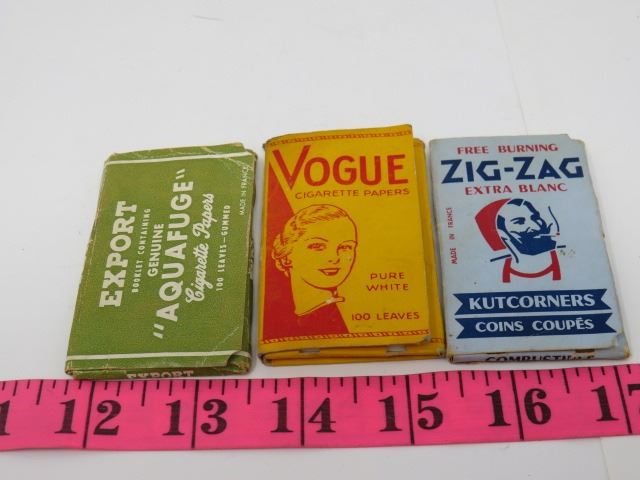 EXPORT
BOOKLET CONTAINING
GENUINE
"AQUAFUGE"
Cigarette Papers
100 LEAVES—GUMMED
MADE IN FRANCE
EXPORT
VOGUE
CIGARETTE PAPERS
PURE
WHITE
100 LEAVES
FREE BURNING
ZIG-ZAG
EXTRA BLANC
MADE IN FRANCE
KUTCORNERS
COINS COUPÉS
COMBUSTIBLE
1 12 13 14 15 16 17